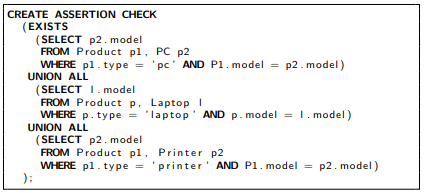 CREATE ASSERTION CHECK
(EXISTS
(SELECT p2.model
FROM Product p1, PC p2
WHERE p1.type = 'pc' AND P1.model = p2.model)
UNION ALL
(SELECT l.model
FROM Product p, Laptop l
WHERE p.type = 'laptop' AND p.model = l.model)
UNION ALL
(SELECT p2.model
FROM Product p1, Printer p2
WHERE p1.type = 'printer' AND P1.model = p2.model)
);